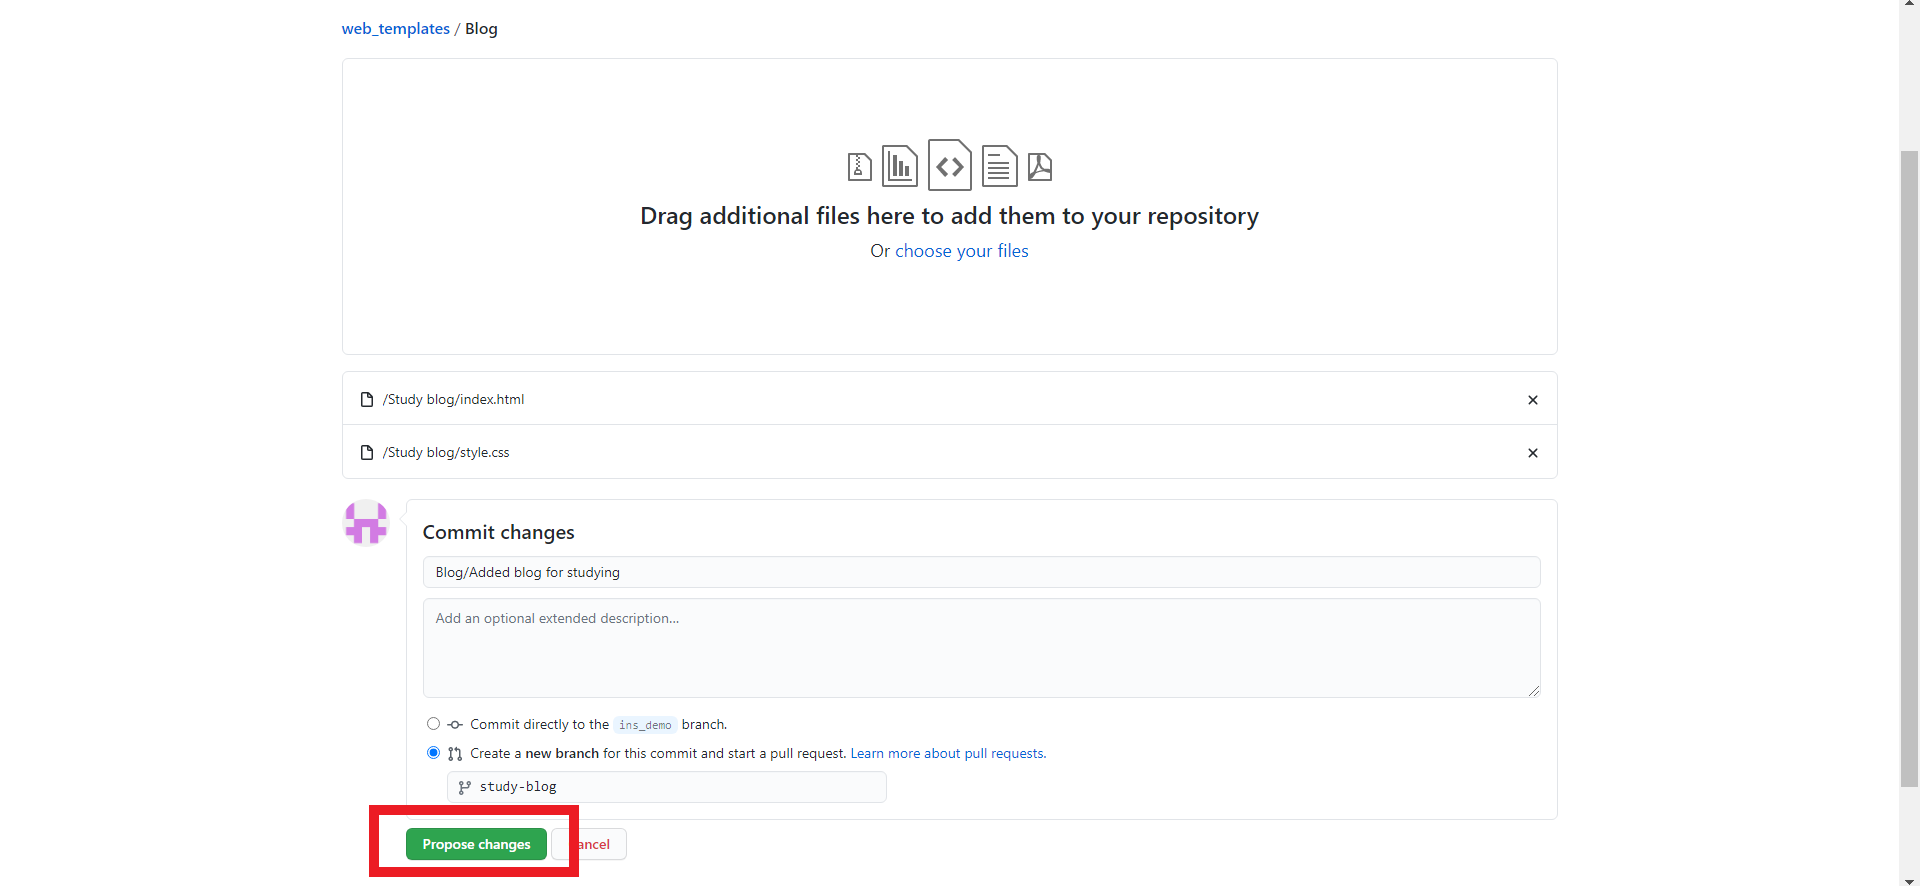 web_templates / Blog
Drag additional files here to add them to your repository
Or choose your files
/Study blog/index.html
/Study blog/style.css
Commit changes
Blog/Added blog for studying
Add an optional extended description...
Commit directly to the ins_demo branch.
Create a new branch for this commit and start a pull request. Learn more about pull requests.
study-blog
Propose changes ancel